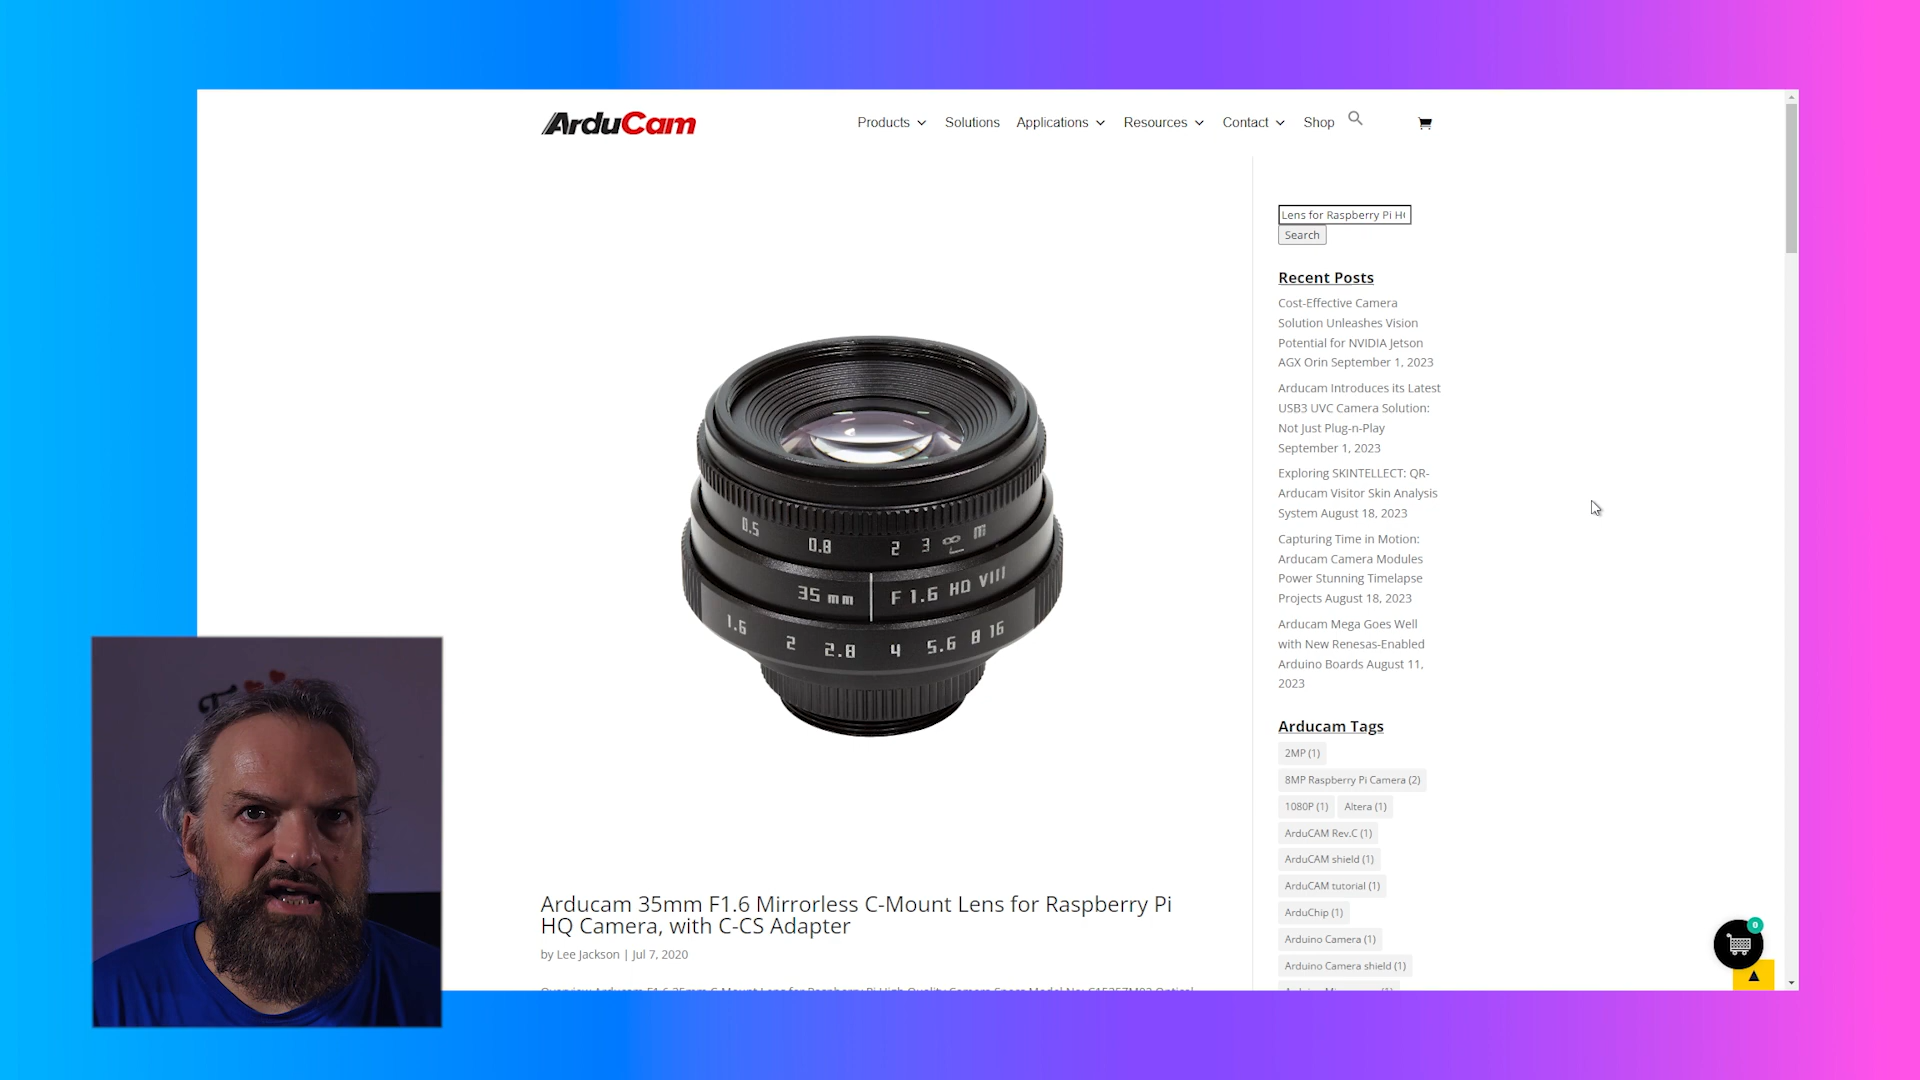 ArduCam
Products
Solutions
Applications
Resources
Contact
Shop
Lens for Raspberry Pi H
Search
Recent Posts
Cost-Effective Camera
Solution Unleashes Vision
Potential for NVIDIA Jetson
AGX Orin September 1, 2023
Arducam Introduces its Latest
USB3 UVC Camera Solution:
Not Just Plug-n-Play
September 1, 2023
Exploring SKINTELLECT: QR-
Arducam Visitor Skin Analysis
System August 18, 2023
Capturing Time in Motion:
Arducam Camera Modules
Power Stunning Timelapse
Projects August 18, 2023
Arducam Mega Goes Well
with New Renesas-Enabled
Arduino Boards August 11,
2023
Arducam Tags
2MP (1)
8MP Raspberry Pi Camera (2)
1080P (1) Altera (1)
ArduCAM Rev.C (1)
ArduCAM shield (1)
ArduCAM tutorial (1)
ArduChip (1)
Arduino Camera (1)
Arduino Camera shield (1)
0.5 0.8 2 3 ∞ m
35 mm F 1.6 HD VIII
1.6 2 2.8 4 5.6 8 16
Arducam 35mm F1.6 Mirrorless C-Mount Lens for Raspberry Pi
HQ Camera, with C-CS Adapter
by Lee Jackson | Jul 7, 2020
0